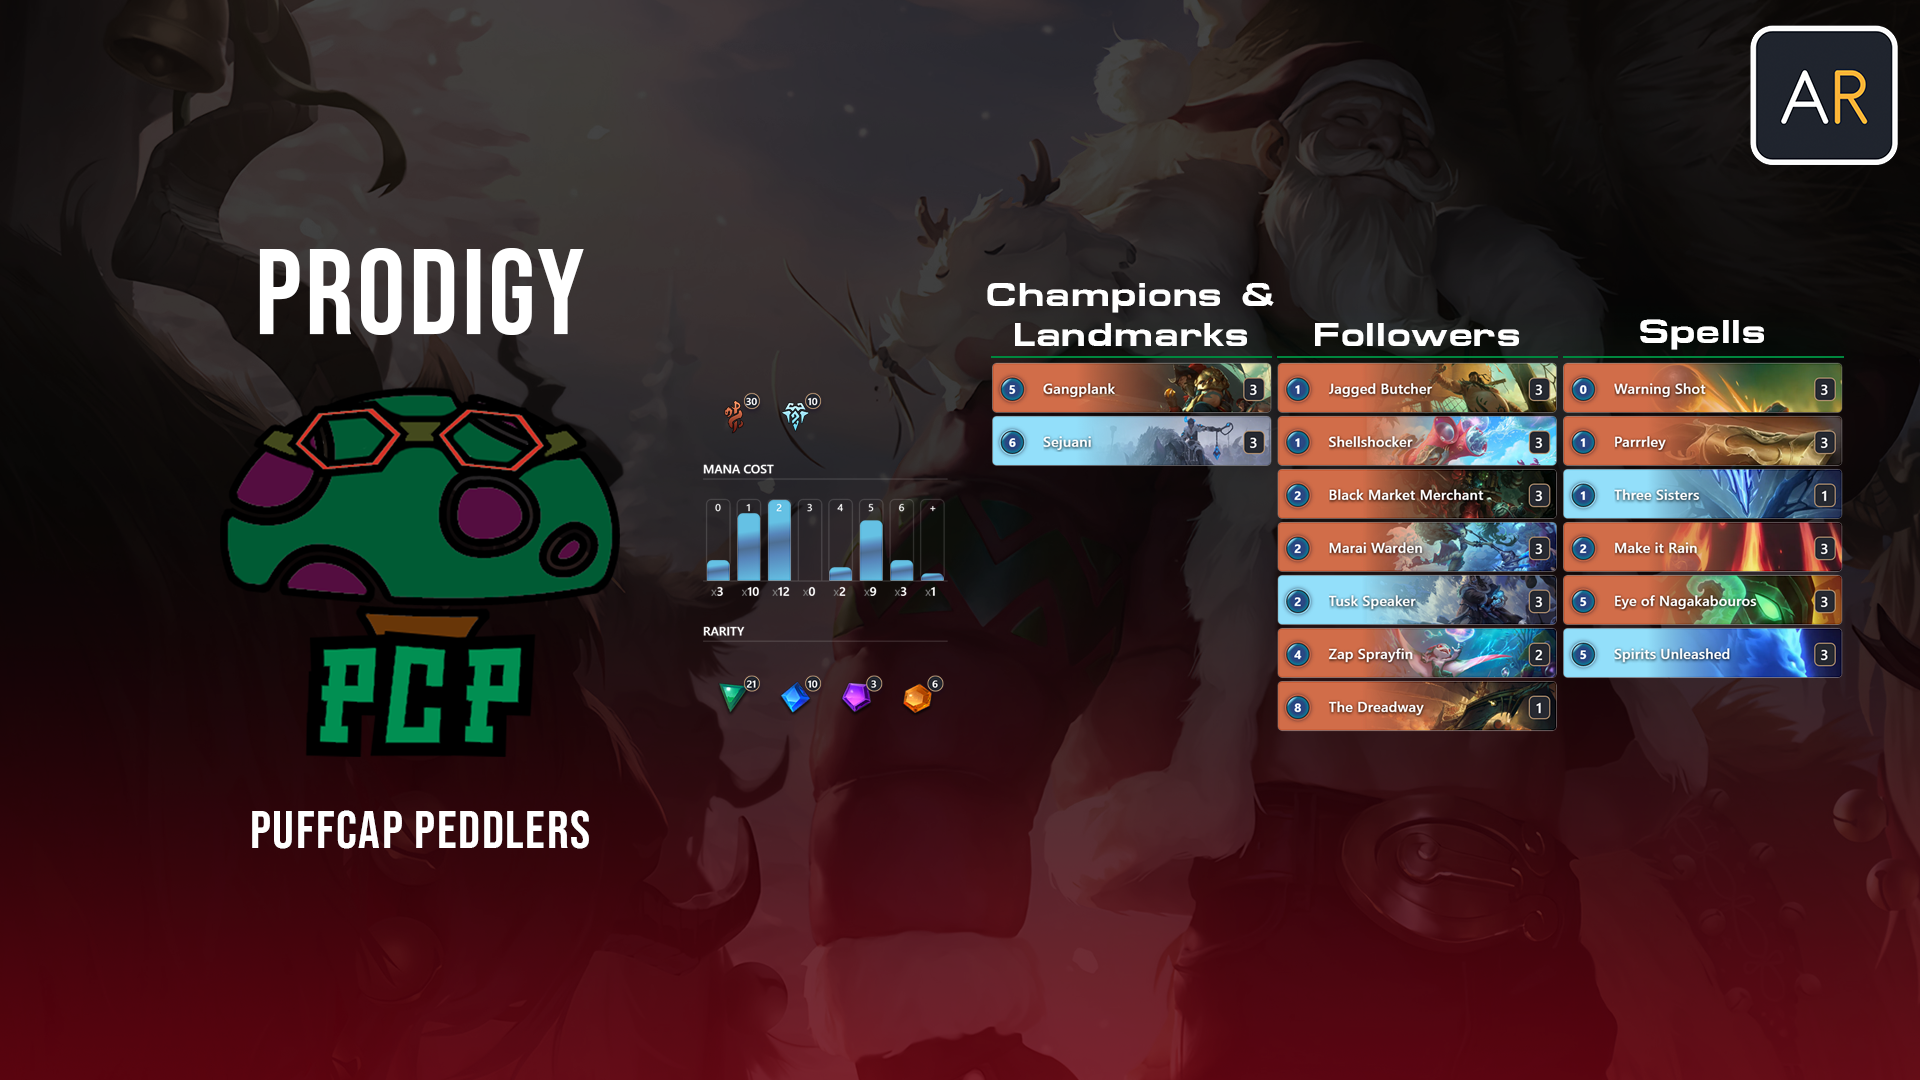 AR
PRODIGY
PCP
PUFFCAP PEDDLERS
30 10
MANA COST
0 1 2 3 4 5 6 +
x3 x10 x12 x0 x2 x9 x3 x1
RARITY
21 10 3 6
Champions &
Landmarks
5 Gangplank 3
6 Sejuani 3
Followers
1 Jagged Butcher 3
1 Shellshocker 3
2 Black Market Merchant 3
2 Marai Warden 3
2 Tusk Speaker 3
4 Zap Sprayfin 2
8 The Dreadway 1
Spells
0 Warning Shot 3
1 Parrrley 3
1 Three Sisters 1
2 Make it Rain 3
5 Eye of Nagakabouros 3
5 Spirits Unleashed 3